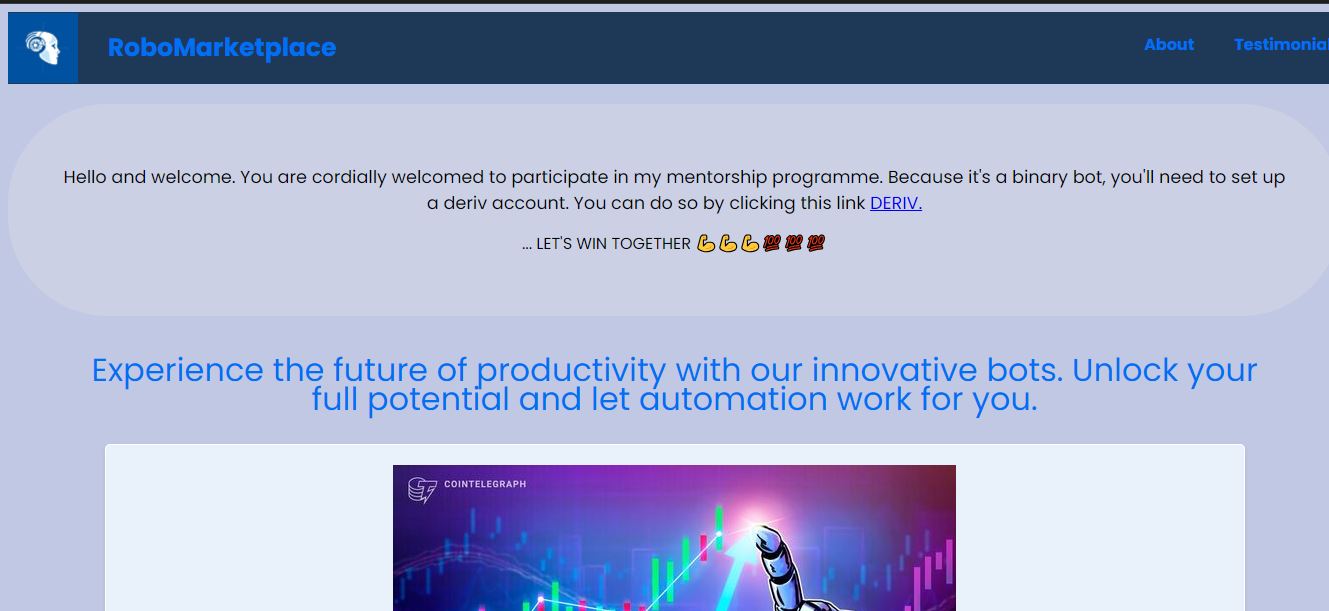 RoboMarketplace
About
Testimonial
Hello and welcome. You are cordially welcomed to participate in my mentorship programme. Because it's a binary bot, you'll need to set up
a deriv account. You can do so by clicking this link DERIV.
... LET'S WIN TOGETHER 💪💪💪💯💯💯
Experience the future of productivity with our innovative bots. Unlock your
full potential and let automation work for you.
COINTELEGRAPH